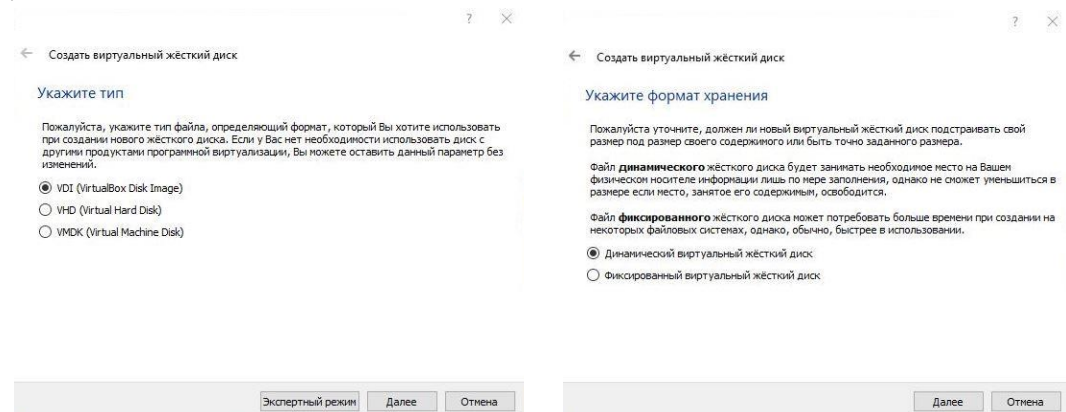 ?
Создать виртуальный жёсткий диск
Укажите тип
Пожалуйста, укажите тип файла, определяющий формат, который Вы хотите использовать
при создании нового жёсткого диска. Если у Вас нет необходимости использовать диск с
другими продуктами программной виртуализации, Вы можете оставить данный параметр без
изменений.
VDI (VirtualBox Disk Image)
VHD (Virtual Hard Disk)
VMDK (Virtual Machine Disk)
Экспертный режим Далее Отмена
?
Создать виртуальный жёсткий диск
Укажите формат хранения
Пожалуйста уточните, должен ли новый виртуальный жёсткий диск подстраивать свой
размер под размер своего содержимого или быть точно заданного размера.
Файл динамического жёсткого диска будет занимать необходимое место на Вашем
физическом носителе информации лишь по мере заполнения, однако не сможет уменьшиться в
размере если место, занятое его содержимым, освободится.
Файл фиксированного жёсткого диска может потребовать больше времени при создании на
некоторых файловых системах, однако, обычно, быстрее в использовании.
Динамический виртуальный жёсткий диск
Фиксированный виртуальный жёсткий диск
Далее Отмена